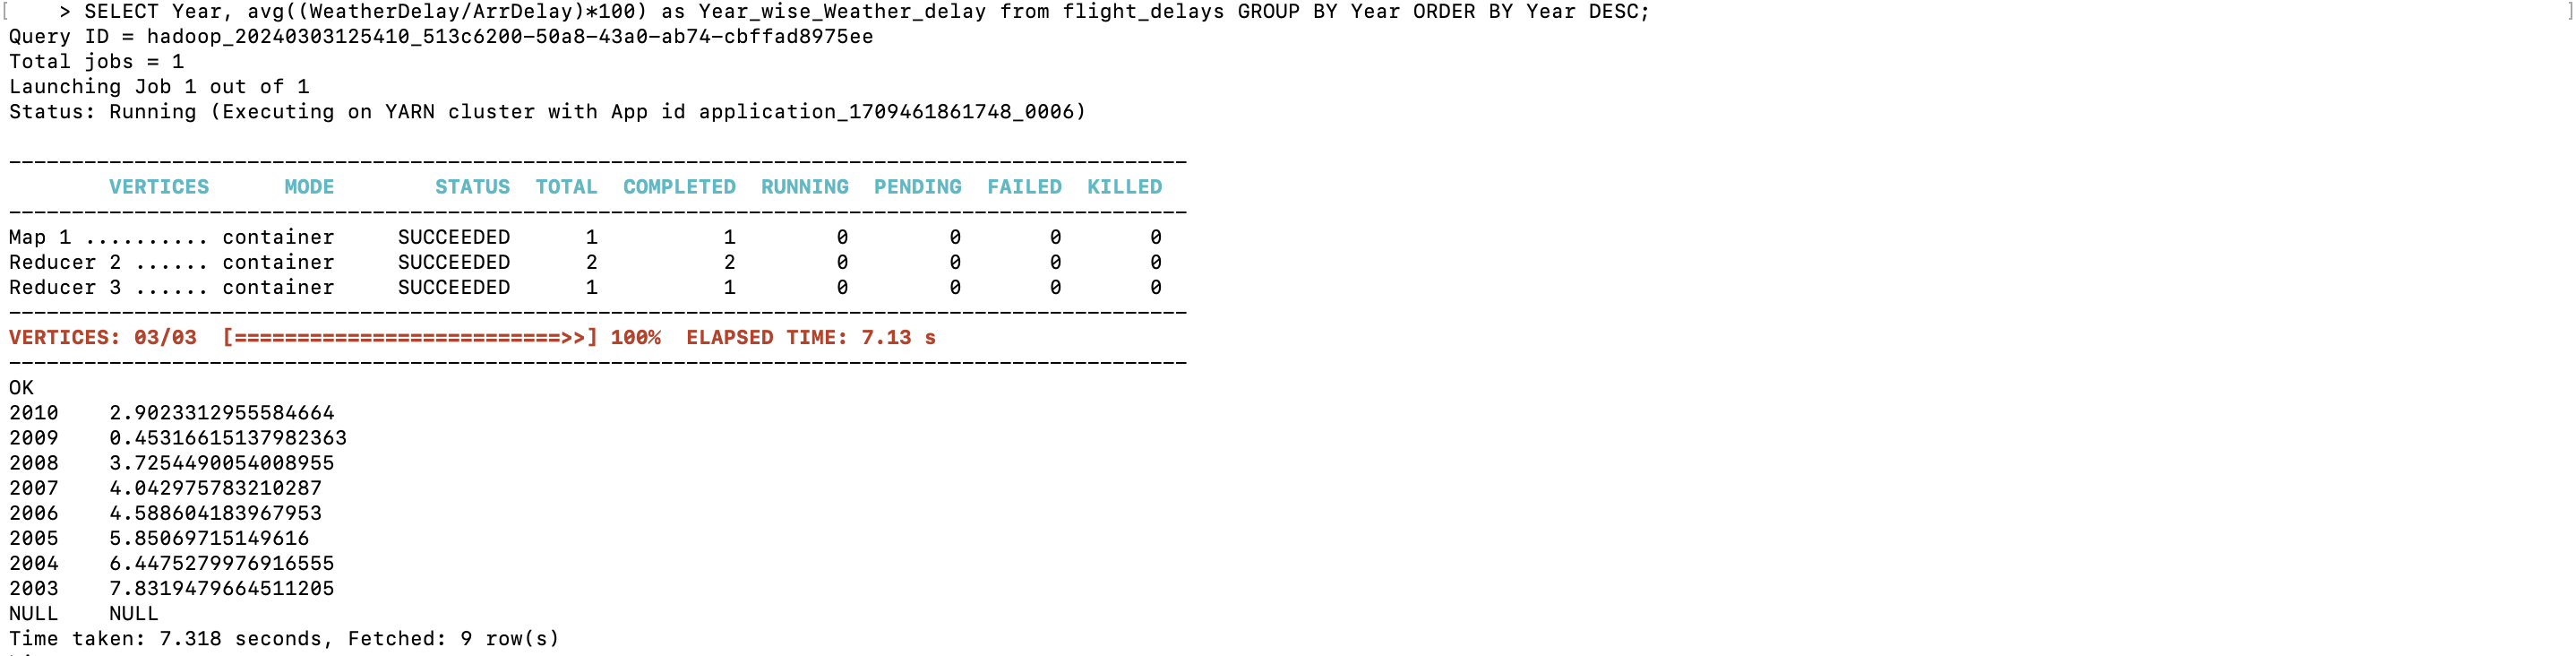 [    > SELECT Year, avg((WeatherDelay/ArrDelay)*100) as Year_wise_Weather_delay from flight_delays GROUP BY Year ORDER BY Year DESC; ]
Query ID = hadoop_20240303125410_513c6200-50a8-43a0-ab74-cbffad8975ee
Total jobs = 1
Launching Job 1 out of 1
Status: Running (Executing on YARN cluster with App id application_1709461861748_0006)
----------------------------------------------------------------------------------------------
        VERTICES      MODE        STATUS  TOTAL  COMPLETED  RUNNING  PENDING  FAILED  KILLED
----------------------------------------------------------------------------------------------
Map 1 .......... container     SUCCEEDED      1          1        0        0       0       0
Reducer 2 ...... container     SUCCEEDED      2          2        0        0       0       0
Reducer 3 ...... container     SUCCEEDED      1          1        0        0       0       0
----------------------------------------------------------------------------------------------
VERTICES: 03/03  [==========================>>] 100%  ELAPSED TIME: 7.13 s
----------------------------------------------------------------------------------------------
OK
2010    2.9023312955584664
2009    0.45316615137982363
2008    3.7254490054008955
2007    4.042975783210287
2006    4.588604183967953
2005    5.85069715149616
2004    6.4475279976916555
2003    7.8319479664511205
NULL    NULL
Time taken: 7.318 seconds, Fetched: 9 row(s)